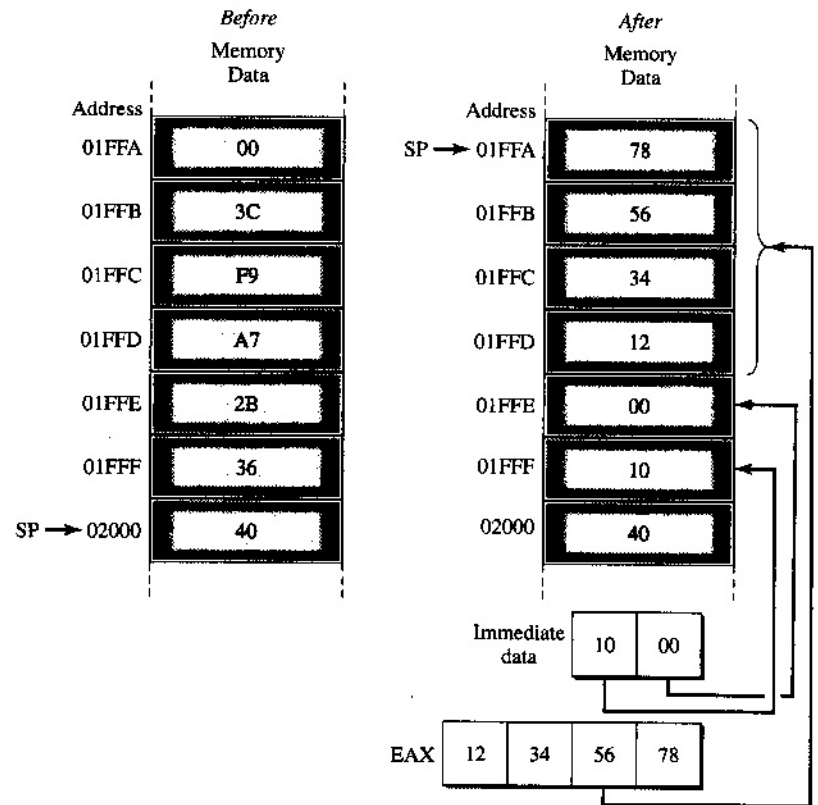 Before
Memory
Data
Address
01FFA 00
01FFB 3C
01FFC F9
01FFD A7
01FFE 2B
01FFF 36
SP 02000 40
After
Memory
Data
Address
SP 01FFA 78
01FFB 56
01FFC 34
01FFD 12
01FFE 00
01FFF 10
02000 40
Immediate
data
10 00
EAX 12 34 56 78